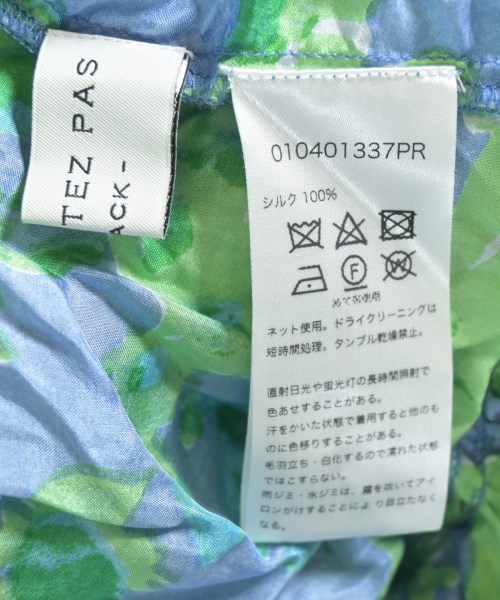 TEZ PAS
ACK-
010401337PR
シルク 100%
F
W
あて布使用
ネット使用。ドライクリーニングは
短時間処理。タンブル乾燥禁止。
直射日光や蛍光灯の長時間照射で
色あせすることがある。
汗をかいた状態で着用すると他のも
のに色移りすることがある。
毛羽立ち・白化するので濡れた状態
ではこすらない。
雨ジミ・水ジミは、霧を吹いてアイ
ロンがけすることにより目立たなく
なる。